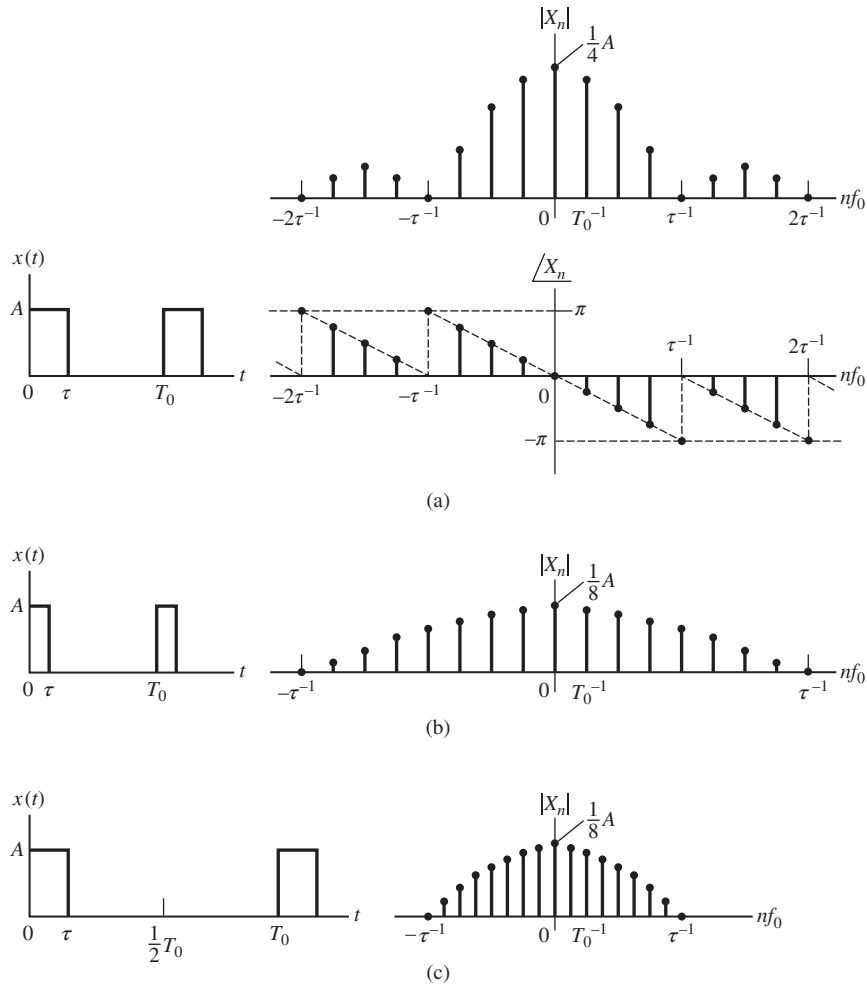 |Xₙ|
1/4 A
−2τ⁻¹ −τ⁻¹ 0 T₀⁻¹ τ⁻¹ 2τ⁻¹ nf₀
x(t)
A
0 τ T₀ t
∠Xₙ
π
τ⁻¹ 2τ⁻¹
−2τ⁻¹ −τ⁻¹ 0 nf₀
−π
(a)
x(t)
A
0 τ T₀ t
|Xₙ|
1/8 A
−τ⁻¹ 0 T₀⁻¹ τ⁻¹ nf₀
(b)
x(t)
A
0 τ 1/2 T₀ T₀ t
|Xₙ|
1/8 A
−τ⁻¹ 0 T₀⁻¹ τ⁻¹ nf₀
(c)